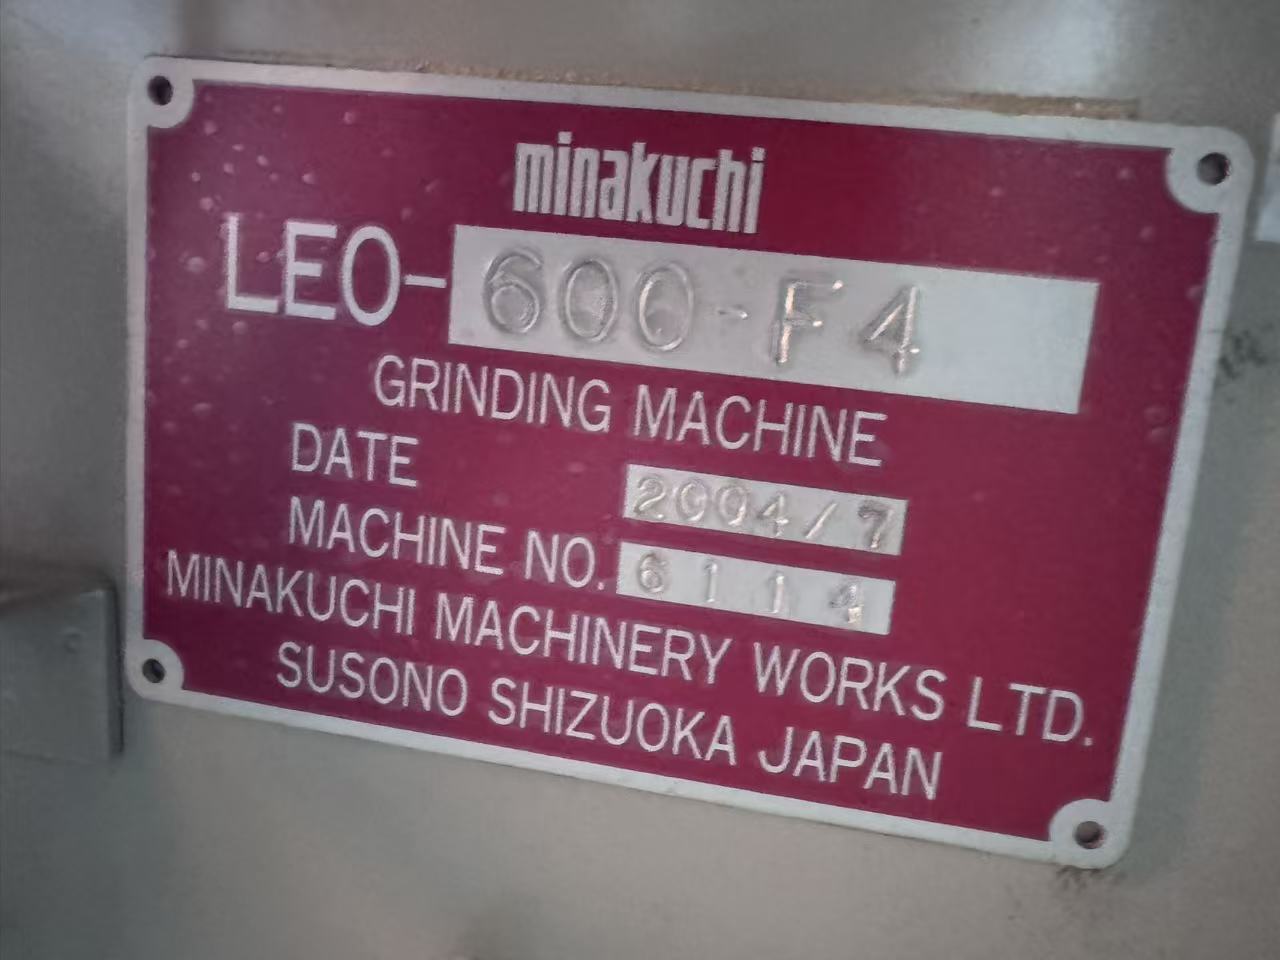 minakuchi
LEO-600-F4
GRINDING MACHINE
DATE 2004/7
MACHINE NO. 6114
MINAKUCHI MACHINERY WORKS LTD.
SUSONO SHIZUOKA JAPAN